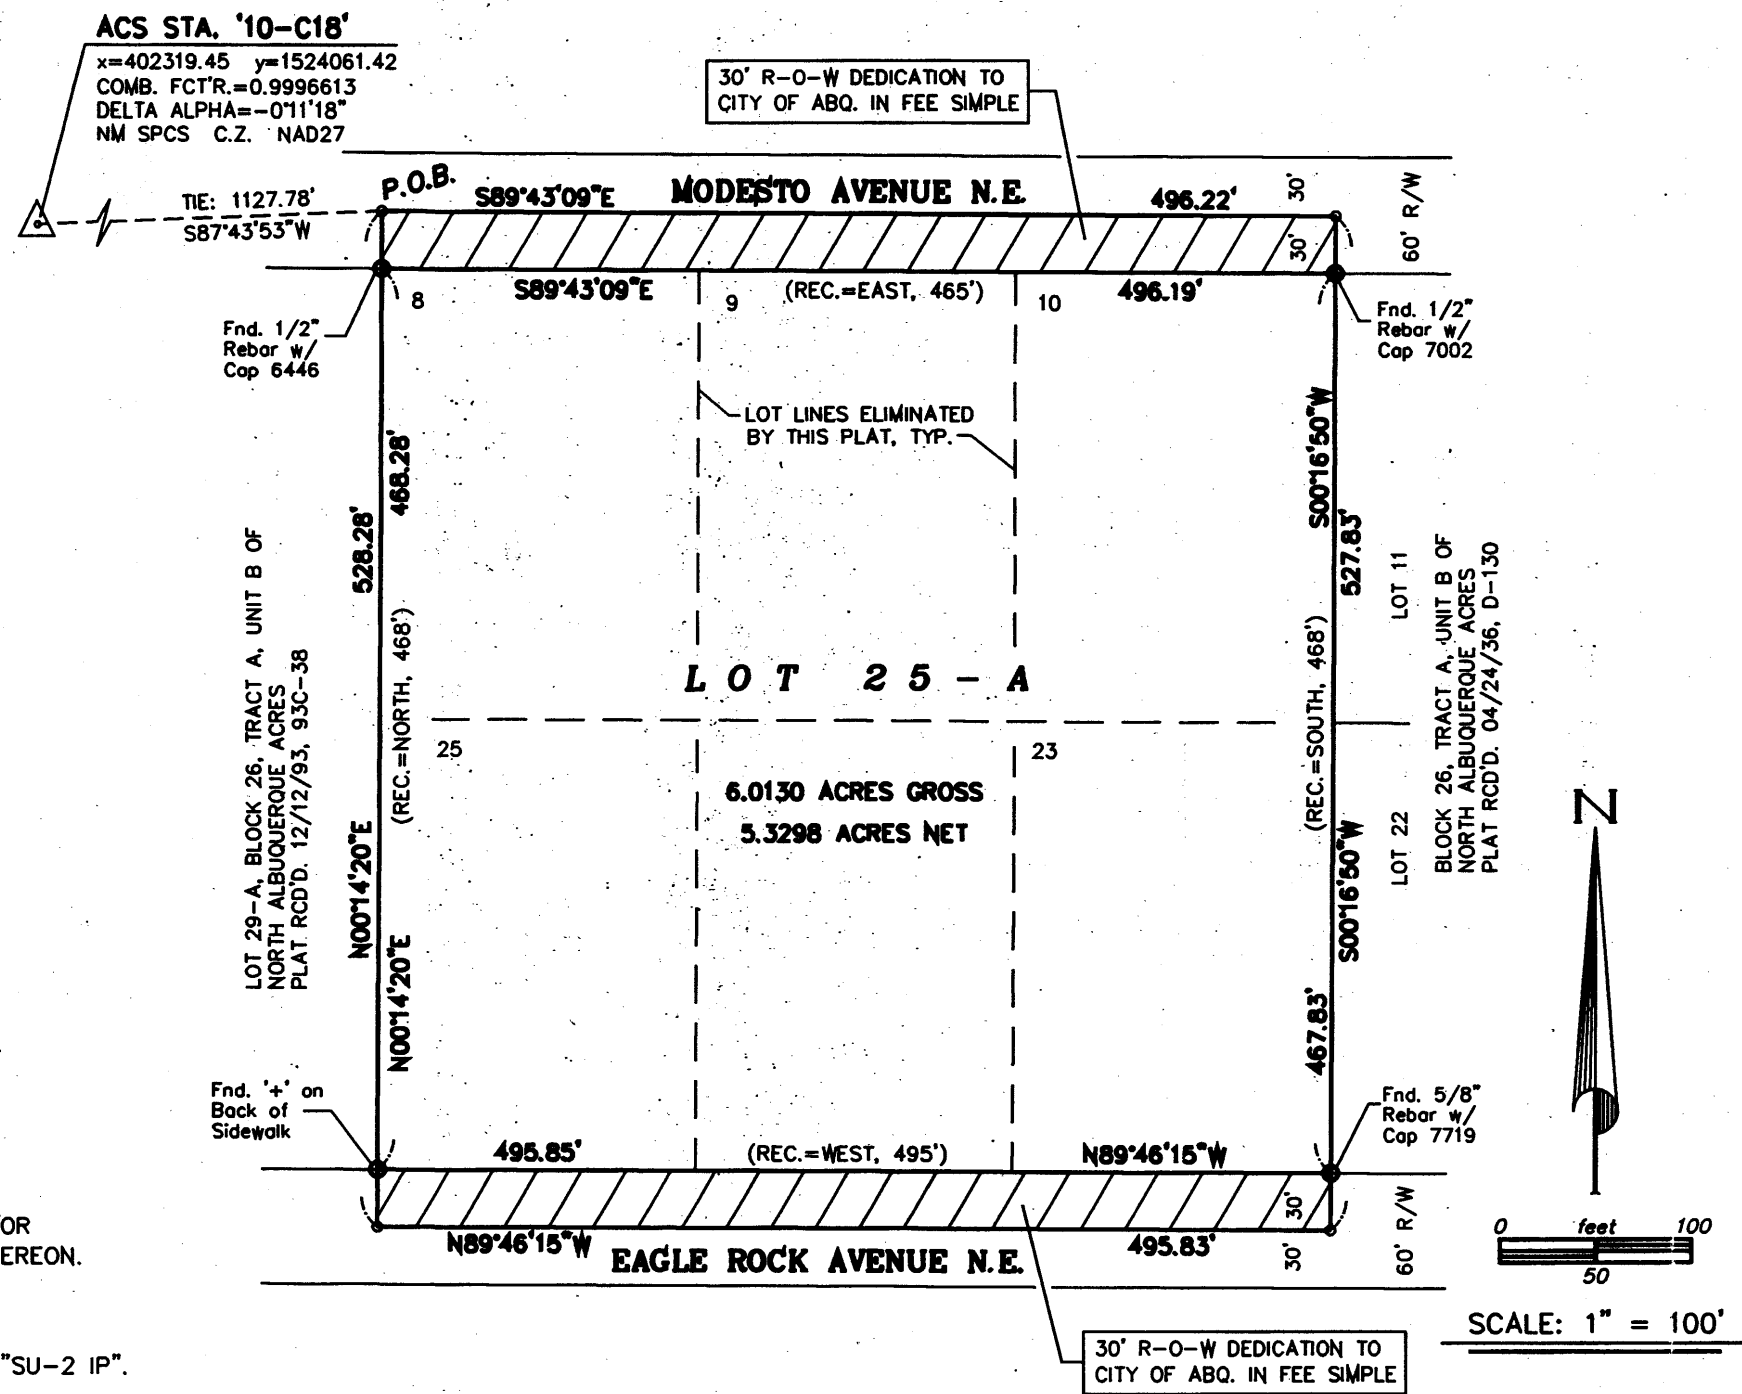 ACS STA. '10-C18'
x=402319.45 y=1524061.42
COMB. FCT'R.=0.9996613
DELTA ALPHA=-0°11'18"
NM SPCS C.Z. NAD27
30' R-O-W DEDICATION TO
CITY OF ABQ. IN FEE SIMPLE
TIE: 1127.78'
S87°43'53"W
P.O.B.
S89°43'09"E
MODESTO AVENUE N.E.
496.22'
30'
30'
60' R/W
S89°43'09"E
(REC.=EAST, 465')
496.19'
8
9
10
Fnd. 1/2"
Rebar w/
Cap 6446
Fnd. 1/2"
Rebar w/
Cap 7002
LOT LINES ELIMINATED
BY THIS PLAT, TYP.
468.28'
528.28'
(REC.=NORTH, 468')
N00°14'20"E
N00°14'20"E
LOT 29-A, BLOCK 26, TRACT A, UNIT B OF
NORTH ALBUQUERQUE ACRES
PLAT RCD'D. 12/12/93, 93C-38
S00°16'50"W
527.83'
(REC.=SOUTH, 468')
S00°16'50"W
467.83'
LOT 11
LOT 22
BLOCK 26, TRACT A, UNIT B OF
NORTH ALBUQUERQUE ACRES
PLAT RCD'D. 04/24/36, D-130
LOT 25-A
25
23
6.0130 ACRES GROSS
5.3298 ACRES NET
N
Fnd. '+' on
Back of
Sidewalk
Fnd. 5/8"
Rebar w/
Cap 7719
495.85'
(REC.=WEST, 495')
N89°46'15"W
N89°46'15"W
EAGLE ROCK AVENUE N.E.
495.83'
30'
30'
60' R/W
0 feet 100
50
SCALE: 1" = 100'
OR
EREON.
30' R-O-W DEDICATION TO
CITY OF ABQ. IN FEE SIMPLE
"SU-2 IP".